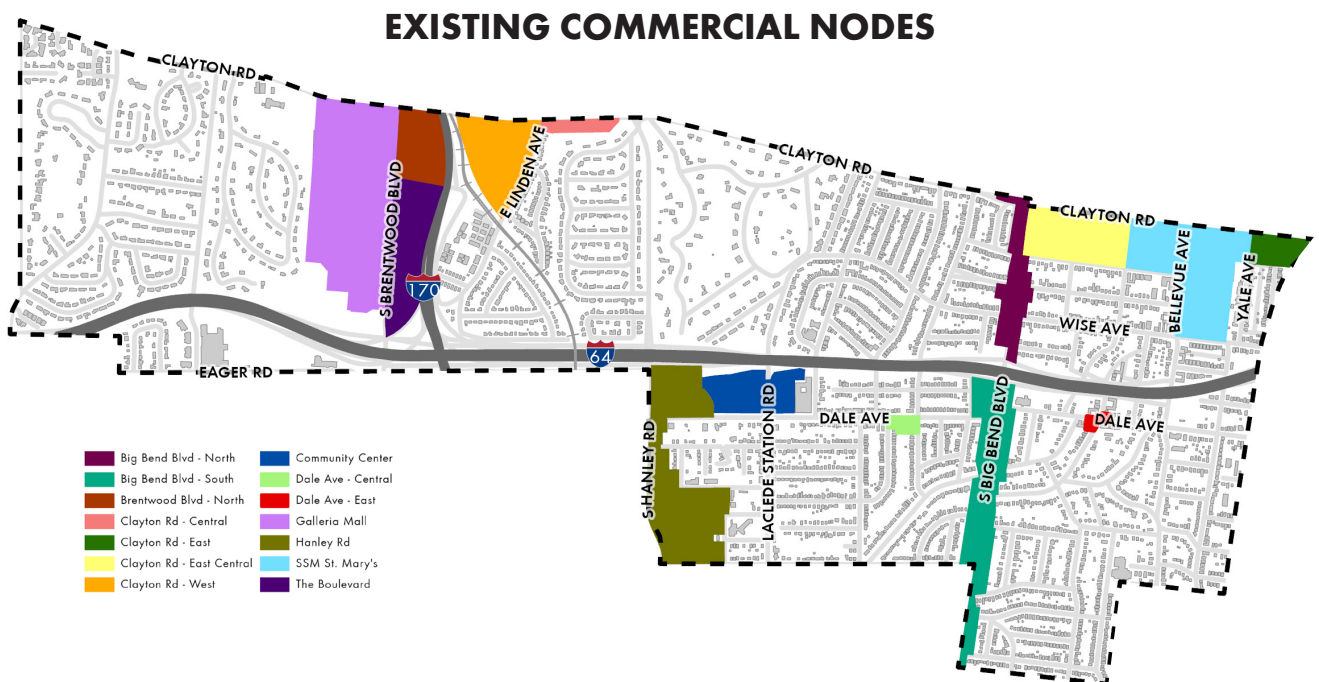 EXISTING COMMERCIAL NODES
CLAYTON RD
CLAYTON RD
CLAYTON RD
S BRENTWOOD BLVD
E LINDEN AVE
170
64
BELLEVUE AVE
YALE AVE
WISE AVE
EAGER RD
S HANLEY RD
LACLEDE STATION RD
DALE AVE
S BIG BEND BLVD
DALE AVE
Big Bend Blvd - North
Big Bend Blvd - South
Brentwood Blvd - North
Clayton Rd - Central
Clayton Rd - East
Clayton Rd - East Central
Clayton Rd - West
Community Center
Dale Ave - Central
Dale Ave - East
Galleria Mall
Hanley Rd
SSM St. Mary's
The Boulevard